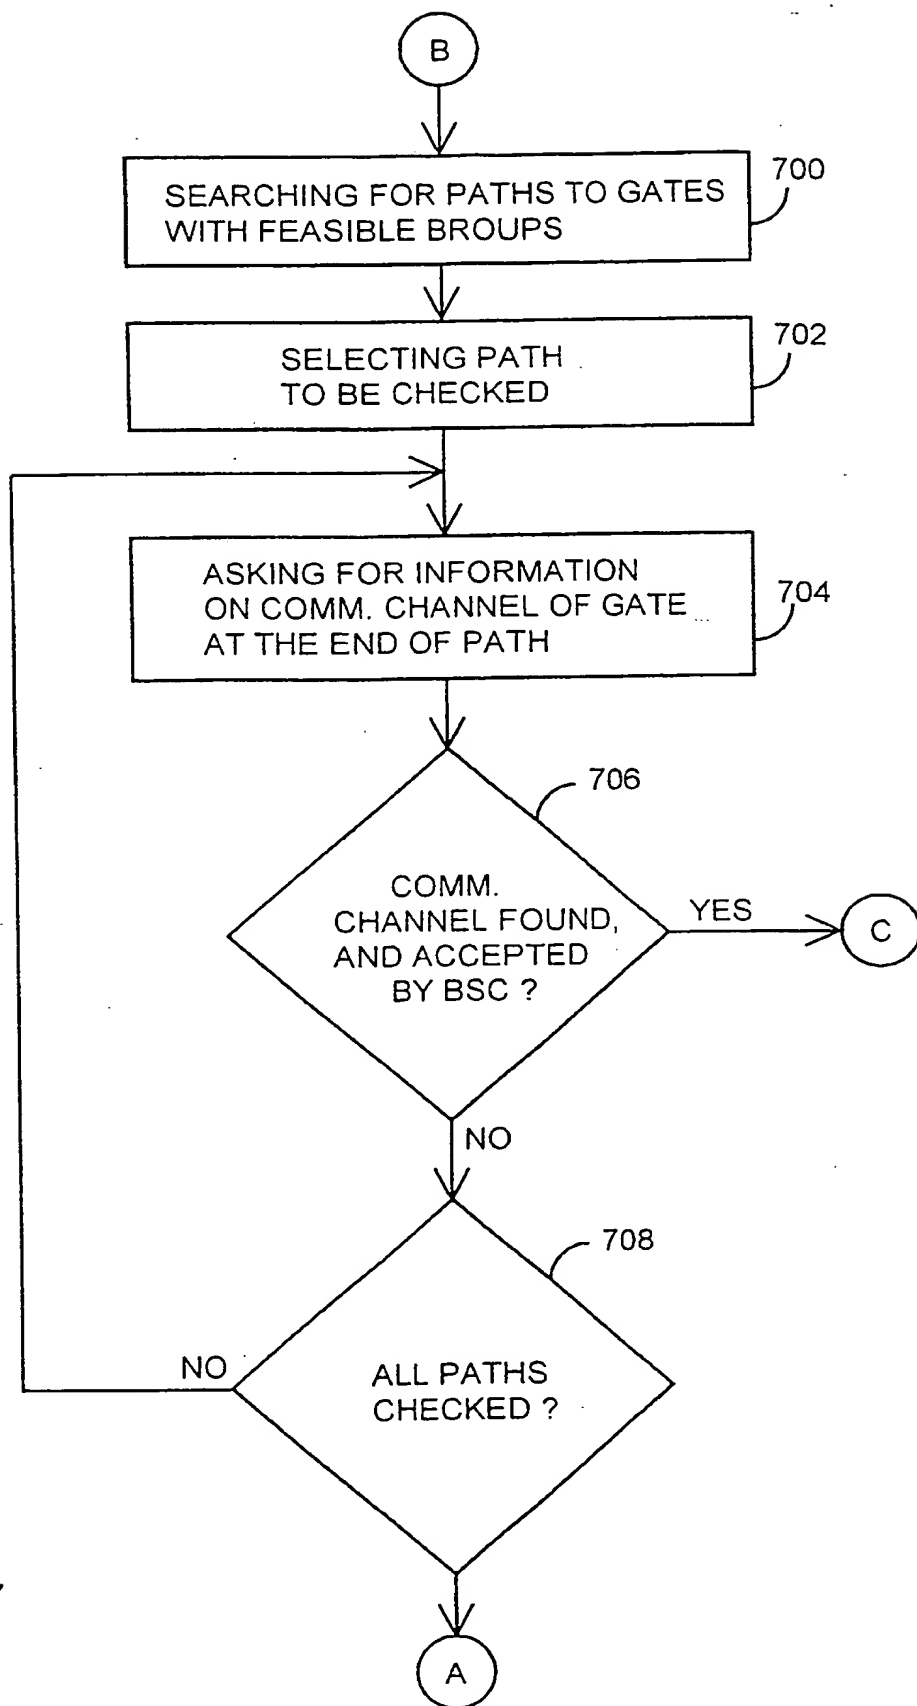 B
SEARCHING FOR PATHS TO GATES
WITH FEASIBLE BROUPS
700
SELECTING PATH
TO BE CHECKED
702
ASKING FOR INFORMATION
ON COMM. CHANNEL OF GATE
AT THE END OF PATH
704
706
COMM.
CHANNEL FOUND,
AND ACCEPTED
BY BSC ?
YES
C
NO
708
NO
ALL PATHS
CHECKED ?
A